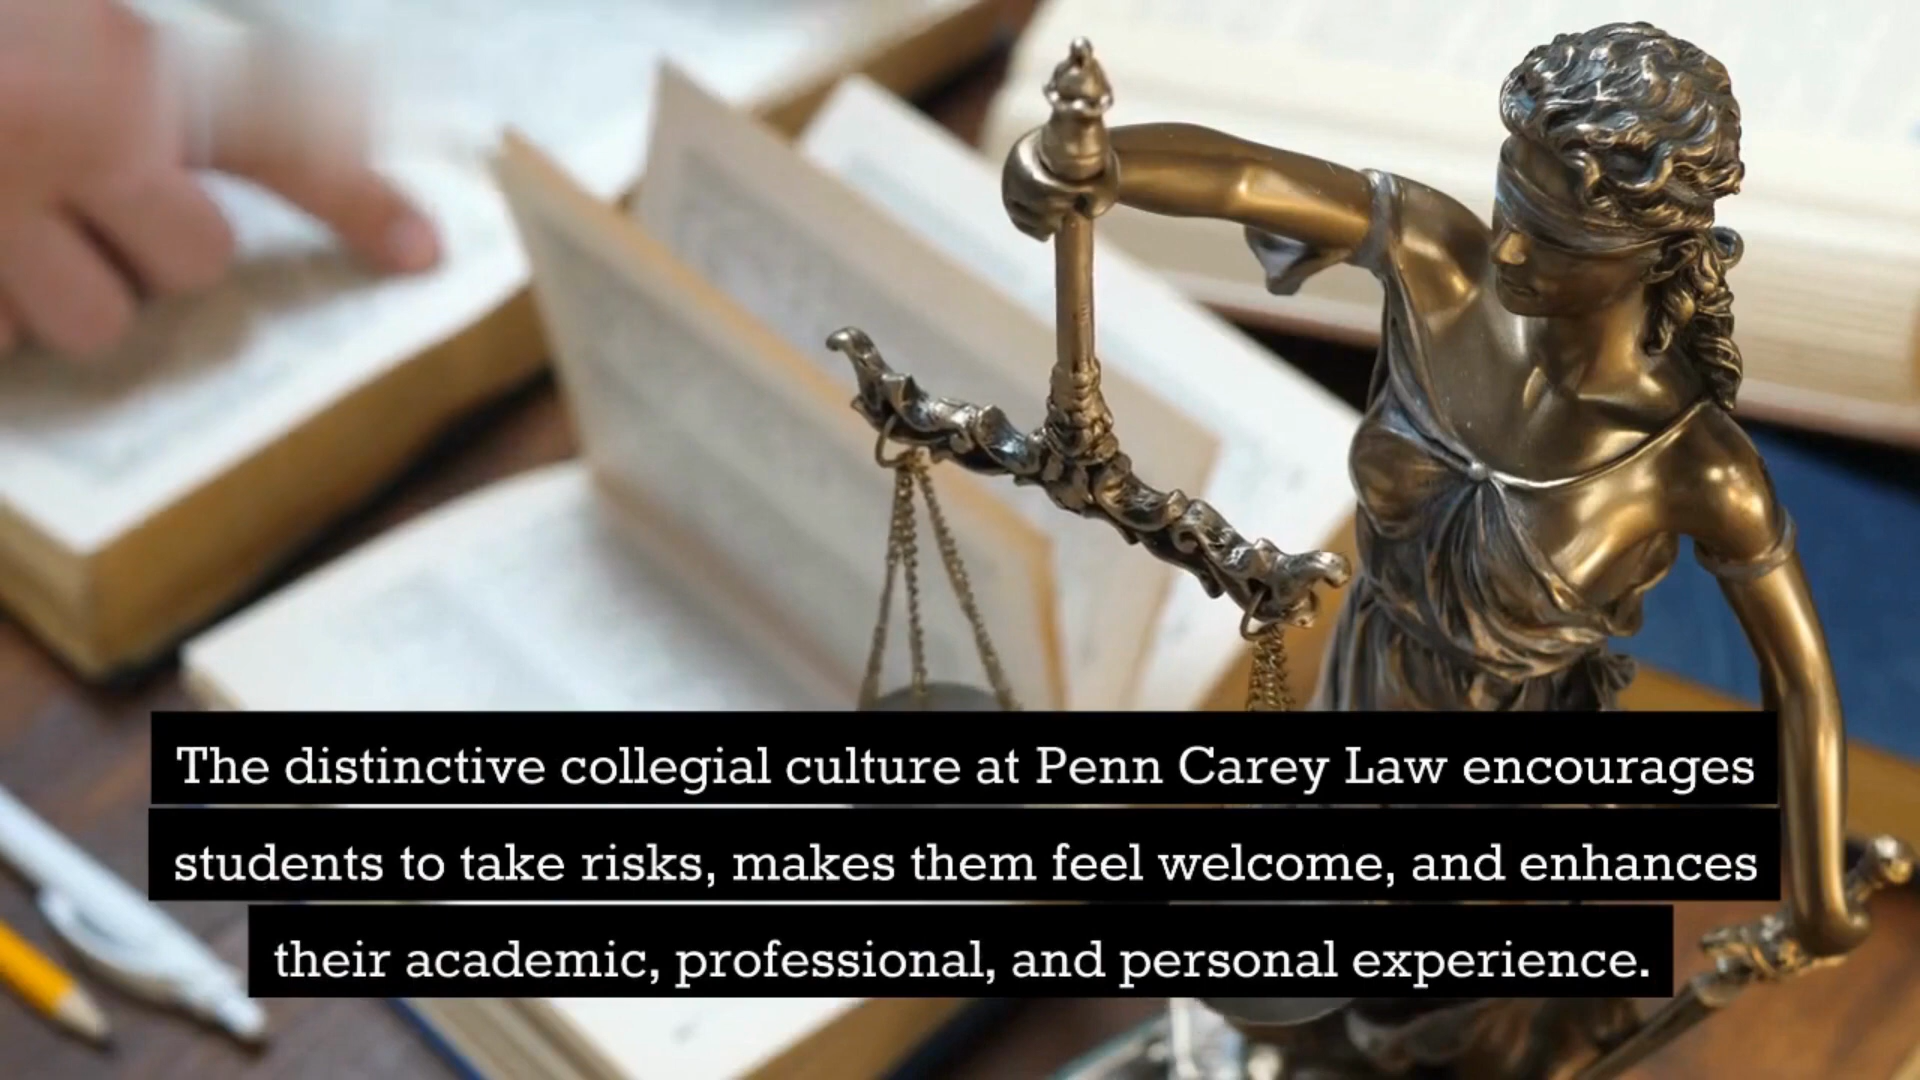 The distinctive collegial culture at Penn Carey Law encourages
students to take risks, makes them feel welcome, and enhances
their academic, professional, and personal experience.